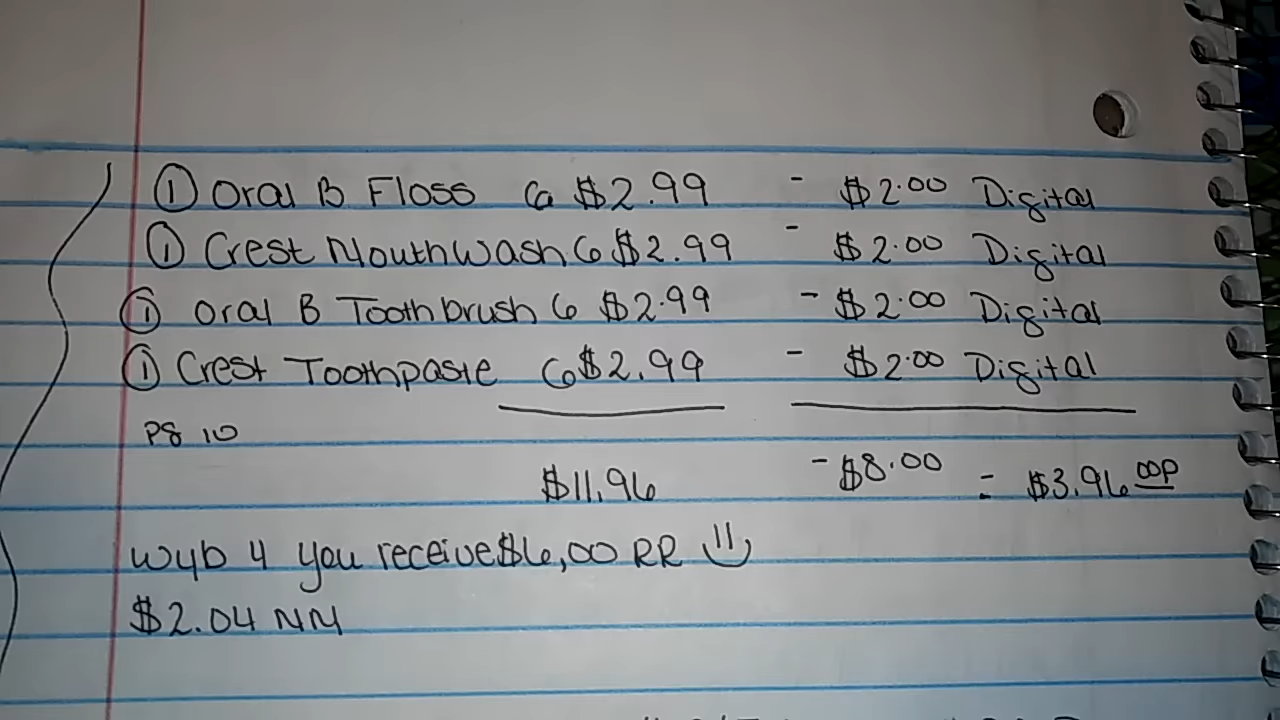 ① Oral B Floss @ $2.99 - $2.00 Digital
① Crest Mouthwash @ $2.99 - $2.00 Digital
① Oral B Toothbrush @ $2.99 - $2.00 Digital
① Crest Toothpaste @ $2.99 - $2.00 Digital
Pg 10
$11.96 - $8.00 = $3.96 OOP
Wyb 4 you receive $6.00 RR :)
$2.04 MM